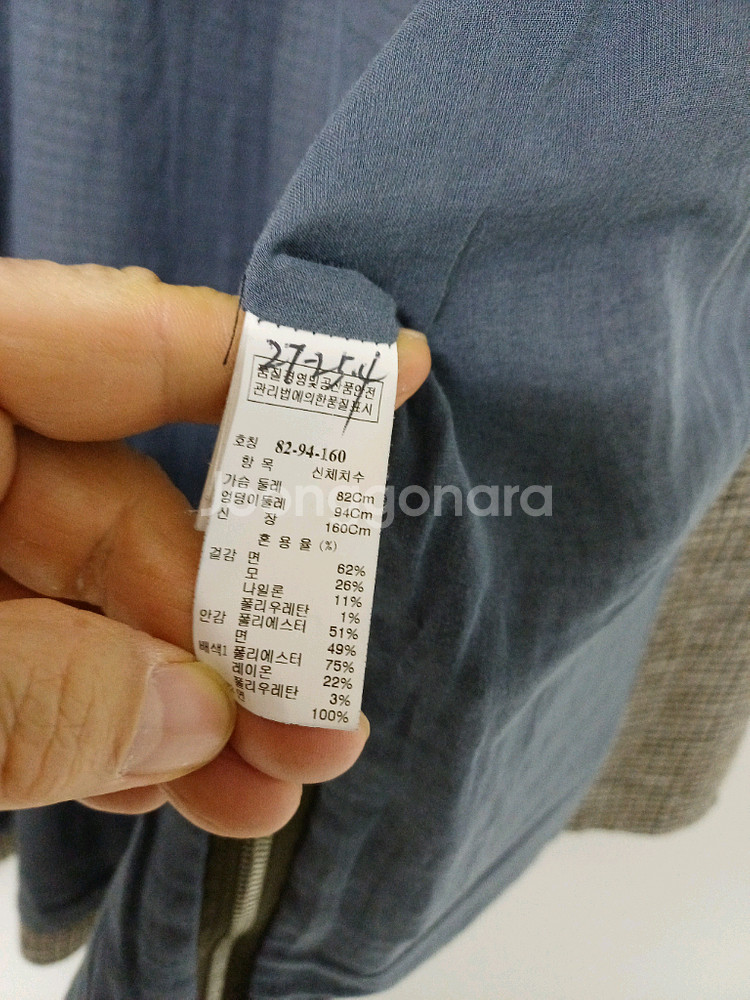 27-25.4
품질경영및공산품안전
관리법에의한품질표시
호칭 82-94-160
항 목 신체치수
가슴 둘레 82Cm
엉덩이둘레 94Cm
신 장 160Cm
혼 용 율 (%)
겉감 면 62%
모 26%
나일론 11%
폴리우레탄 1%
안감 폴리에스터 51%
면 49%
배색1 폴리에스터 75%
레이온 22%
폴리우레탄 3%
면 100%
joonggonara